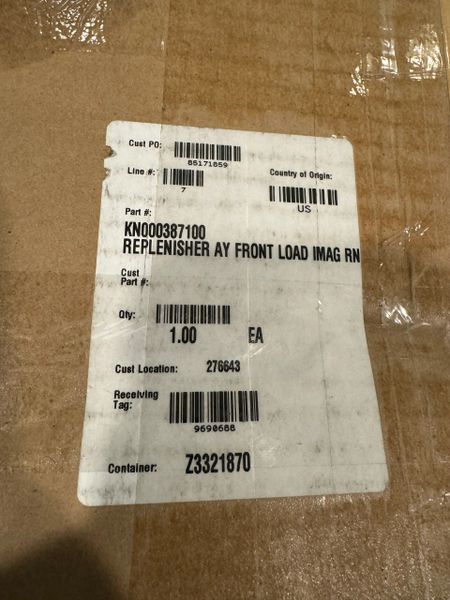 Cust PO:
85171859
Line #:
7
Country of Origin:
US
Part #:
KN000387100
REPLENISHER AY FRONT LOAD IMAG RN
Cust
Part #:
Qty:
1.00 EA
Cust Location: 276643
Receiving
Tag:
9690688
Container: Z3321870